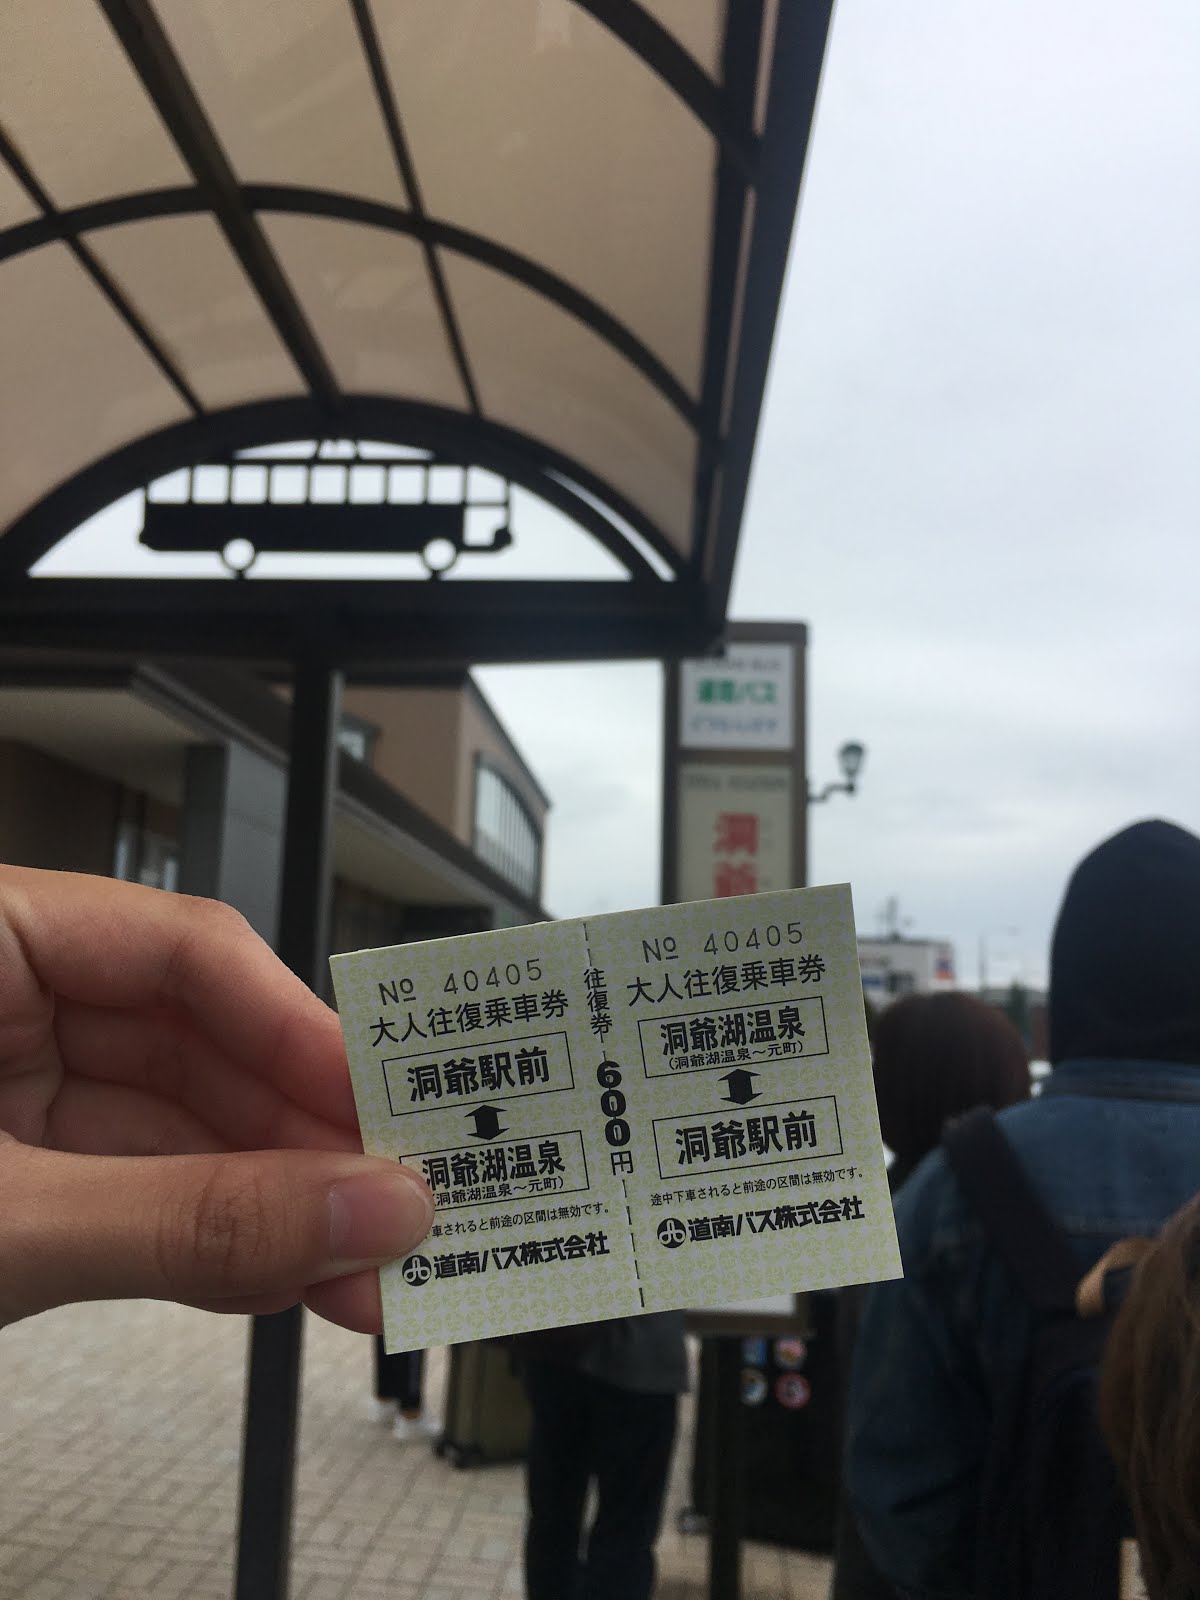 道南バス
洞
爺
No 40405
大人往復乗車券
洞爺駅前
洞爺湖温泉
(洞爺湖温泉〜元町)
車されると前途の区間は無効です。
道南バス株式会社
往復券
600円
No 40405
大人往復乗車券
洞爺湖温泉
(洞爺湖温泉〜元町)
洞爺駅前
途中下車されると前途の区間は無効です。
道南バス株式会社